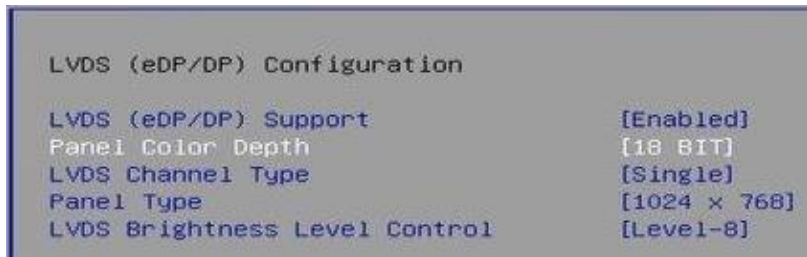 LVDS (eDP/DP) Configuration
LVDS (eDP/DP) Support [Enabled]
Panel Color Depth [18 BIT]
LVDS Channel Type [Single]
Panel Type [1024 x 768]
LVDS Brightness Level Control [Level-8]